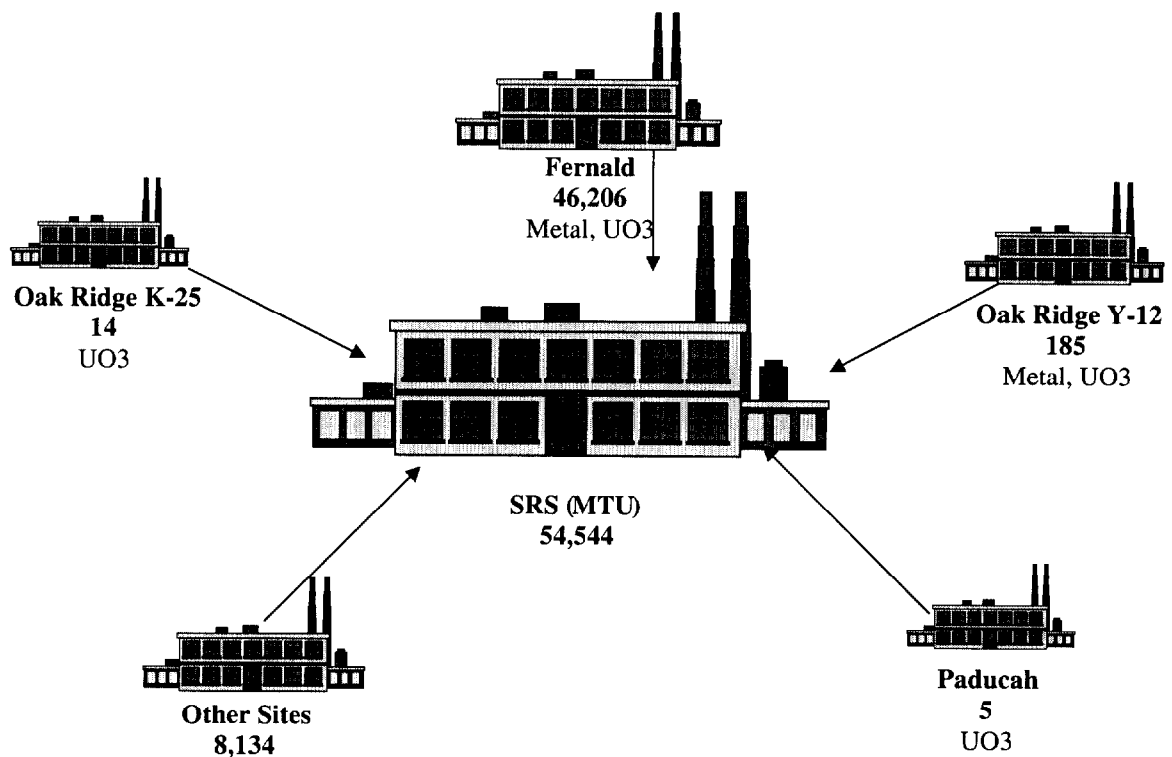 Fernald
46,206
Metal, UO3
Oak Ridge K-25
14
UO3
Oak Ridge Y-12
185
Metal, UO3
SRS (MTU)
54,544
Other Sites
8,134
Paducah
5
UO3